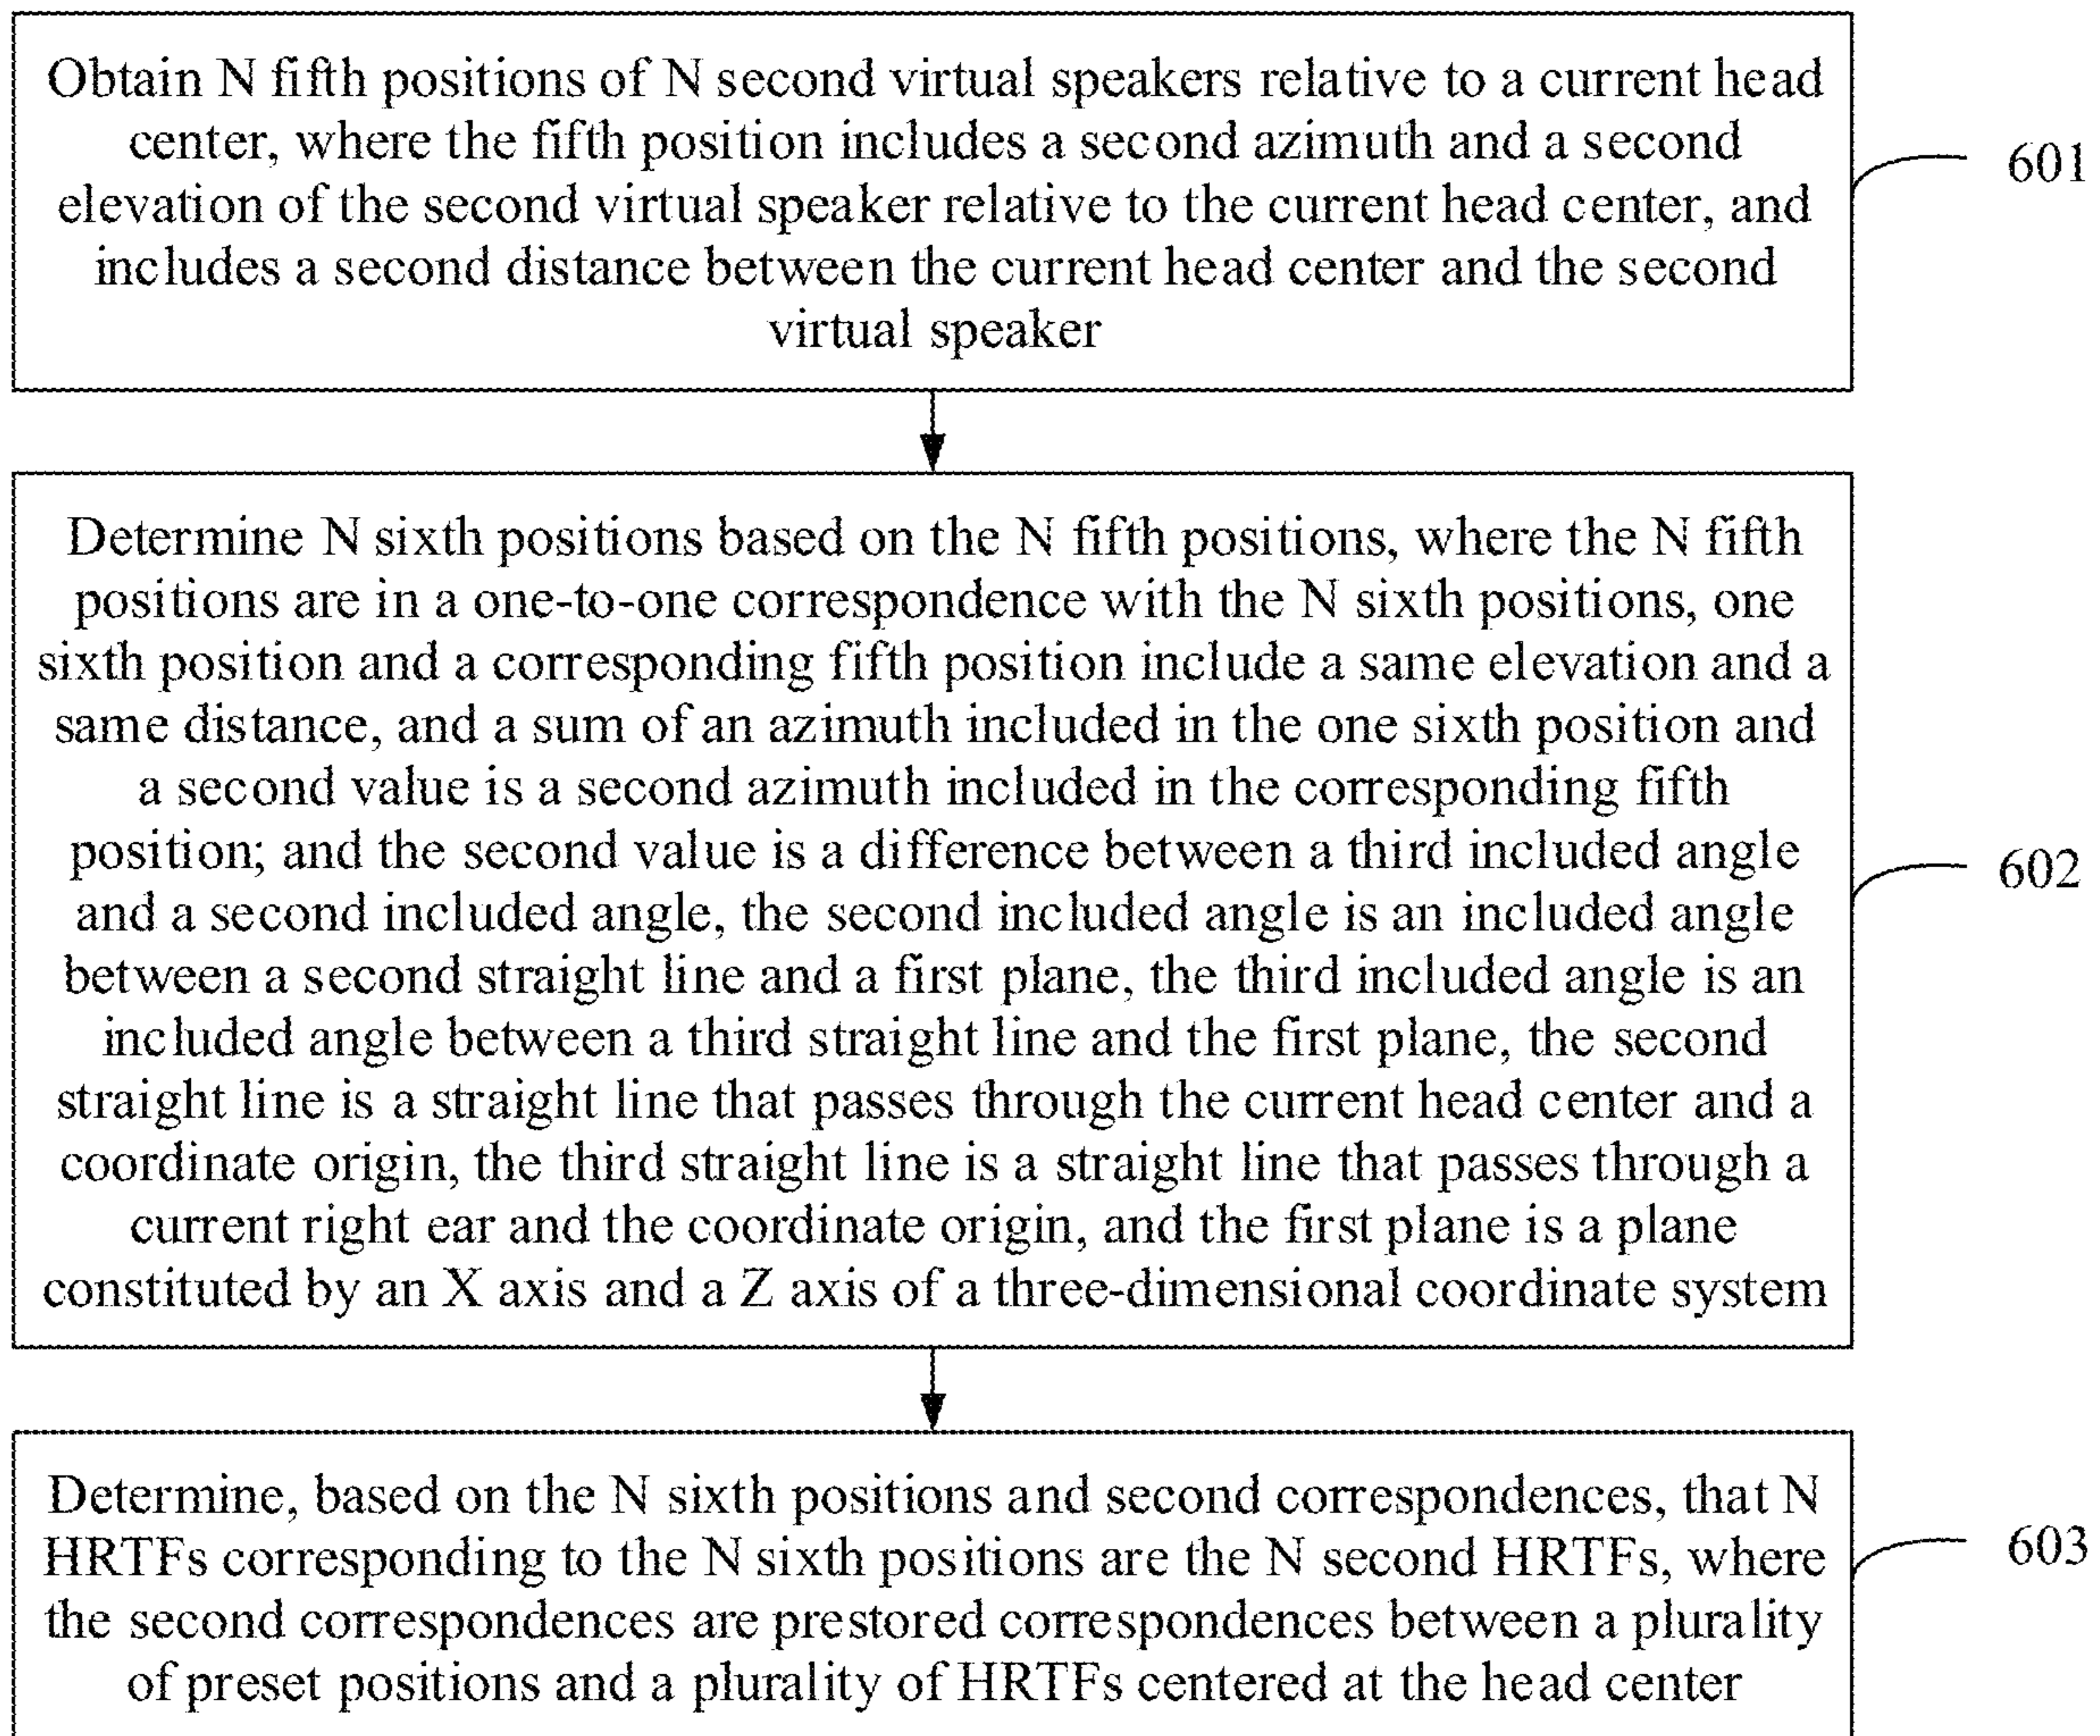 Obtain N fifth positions of N second virtual speakers relative to a current head
center, where the fifth position includes a second azimuth and a second
elevation of the second virtual speaker relative to the current head center, and
includes a second distance between the current head center and the second
virtual speaker
601
Determine N sixth positions based on the N fifth positions, where the N fifth
positions are in a one-to-one correspondence with the N sixth positions, one
sixth position and a corresponding fifth position include a same elevation and a
same distance, and a sum of an azimuth included in the one sixth position and
a second value is a second azimuth included in the corresponding fifth
position; and the second value is a difference between a third included angle
and a second included angle, the second included angle is an included angle
between a second straight line and a first plane, the third included angle is an
included angle between a third straight line and the first plane, the second
straight line is a straight line that passes through the current head center and a
coordinate origin, the third straight line is a straight line that passes through a
current right ear and the coordinate origin, and the first plane is a plane
constituted by an X axis and a Z axis of a three-dimensional coordinate system
602
Determine, based on the N sixth positions and second correspondences, that N
HRTFs corresponding to the N sixth positions are the N second HRTFs, where
the second correspondences are prestored correspondences between a plurality
of preset positions and a plurality of HRTFs centered at the head center
603